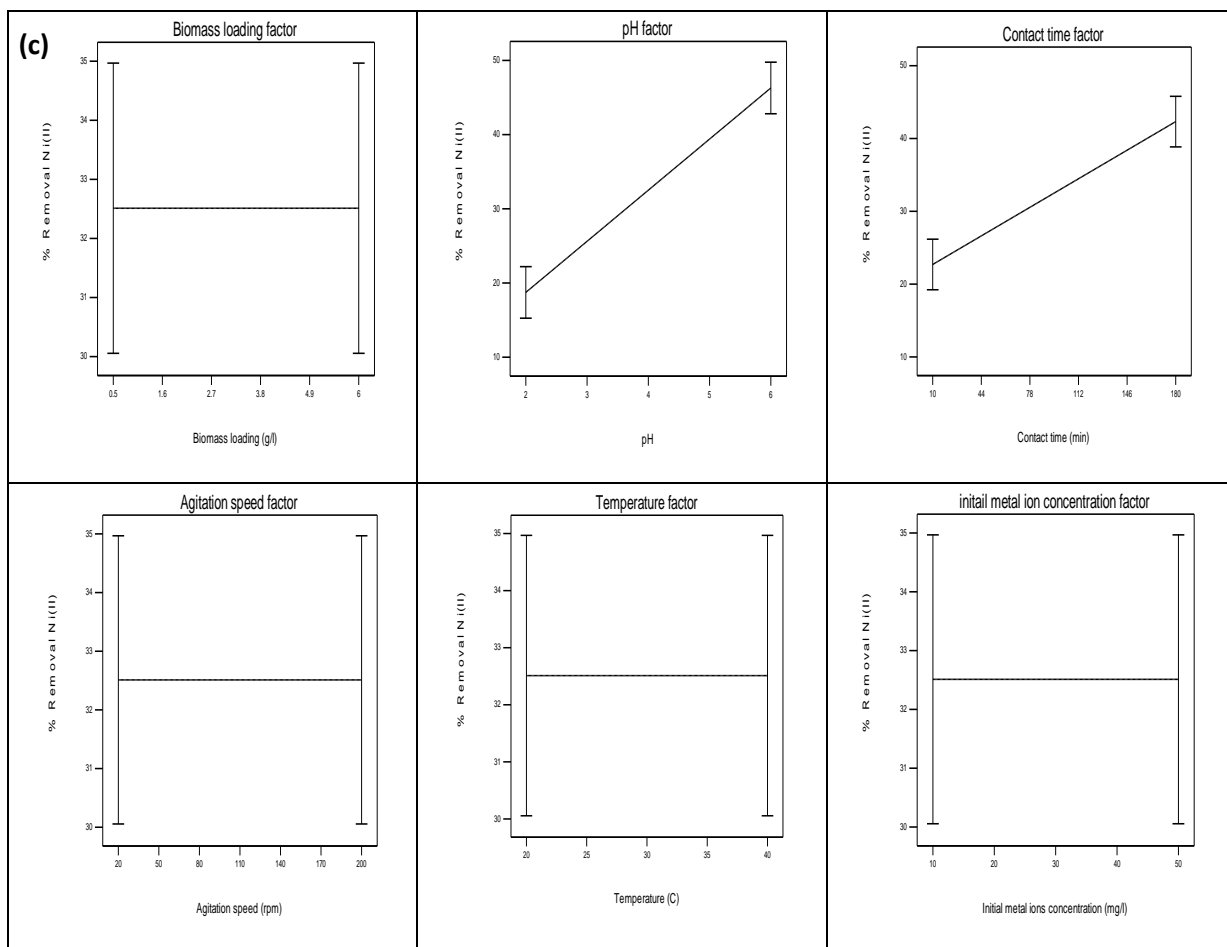 (c)
Biomass loading factor
% Removal Ni(II)
35
34
33
32
31
30
0.5 1.6 2.7 3.8 4.9 6
Biomass loading (g/l)
pH factor
% Removal Ni(II)
50
40
30
20
10
2 3 4 5 6
pH
Contact time factor
% Removal Ni(II)
50
40
30
20
10
10 44 78 112 146 180
Contact time (min)
Agitation speed factor
% Removal Ni(II)
35
34
33
32
31
30
20 50 80 110 140 170 200
Agitation speed (rpm)
Temperature factor
% Removal Ni(II)
35
34
33
32
31
30
20 25 30 35 40
Temperature (C)
initail metal ion concentration factor
% Removal Ni(II)
35
34
33
32
31
30
10 20 30 40 50
Initial metal ions concentration (mg/l)